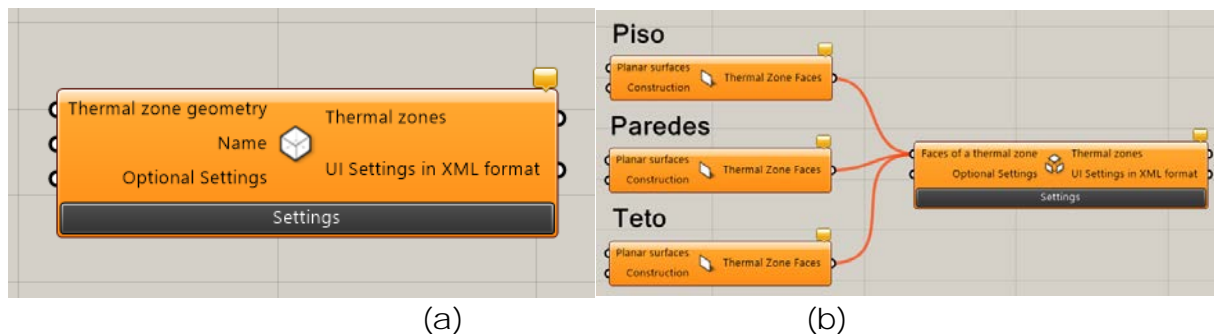 Thermal zone geometry
Name
Optional Settings
Thermal zones
UI Settings in XML format
Settings
Piso
Planar surfaces
Construction
Thermal Zone Faces
Paredes
Planar surfaces
Construction
Thermal Zone Faces
Teto
Planar surfaces
Construction
Thermal Zone Faces
Faces of a thermal zone
Optional Settings
Thermal zones
UI Settings in XML format
Settings
(a)
(b)